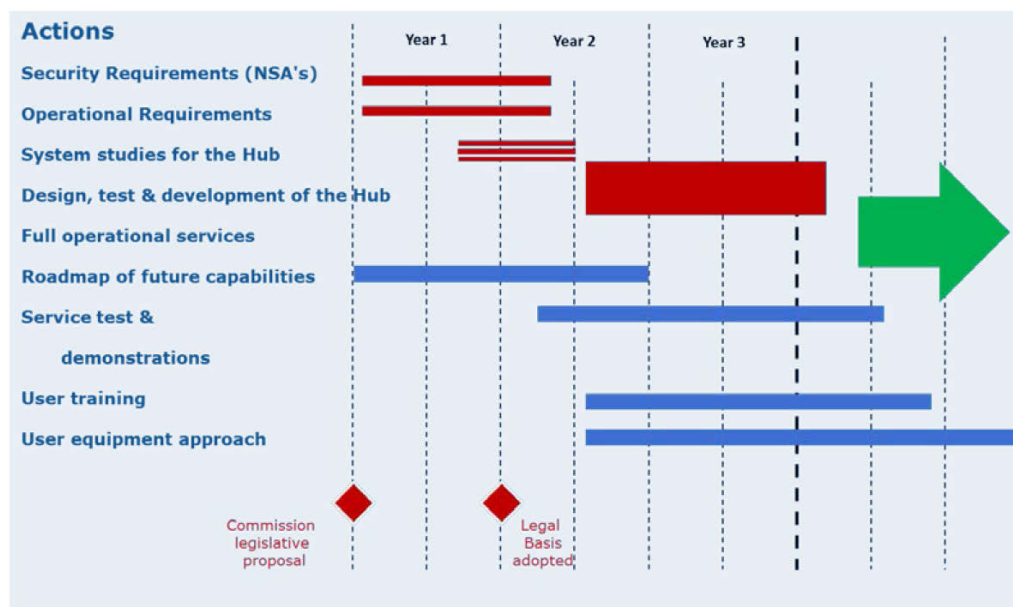 Actions
Year 1
Year 2
Year 3
Security Requirements (NSA's)
Operational Requirements
System studies for the Hub
Design, test & development of the Hub
Full operational services
Roadmap of future capabilities
Service test &
demonstrations
User training
User equipment approach
Commission
legislative
proposal
Legal
Basis
adopted